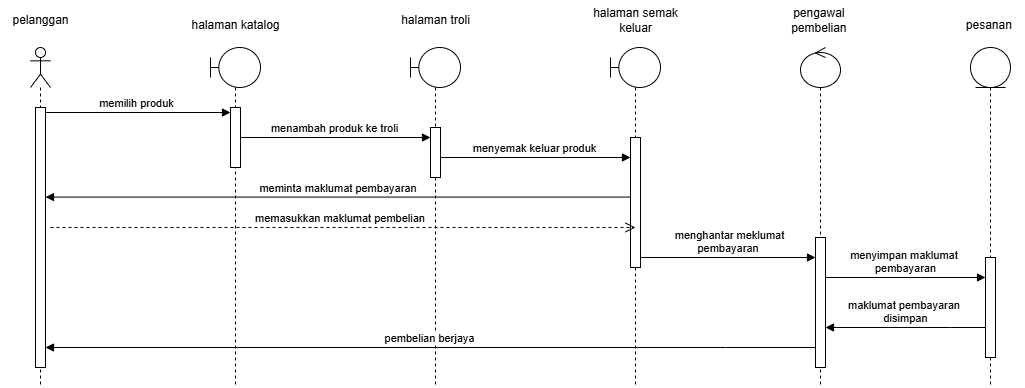 pelanggan
halaman katalog
halaman troli
halaman semak
keluar
pengawal
pembelian
pesanan
memilih produk
menambah produk ke troli
menyemak keluar produk
meminta maklumat pembayaran
memasukkan maklumat pembelian
menghantar meklumat
pembayaran
menyimpan maklumat
pembayaran
maklumat pembayaran
disimpan
pembelian berjaya